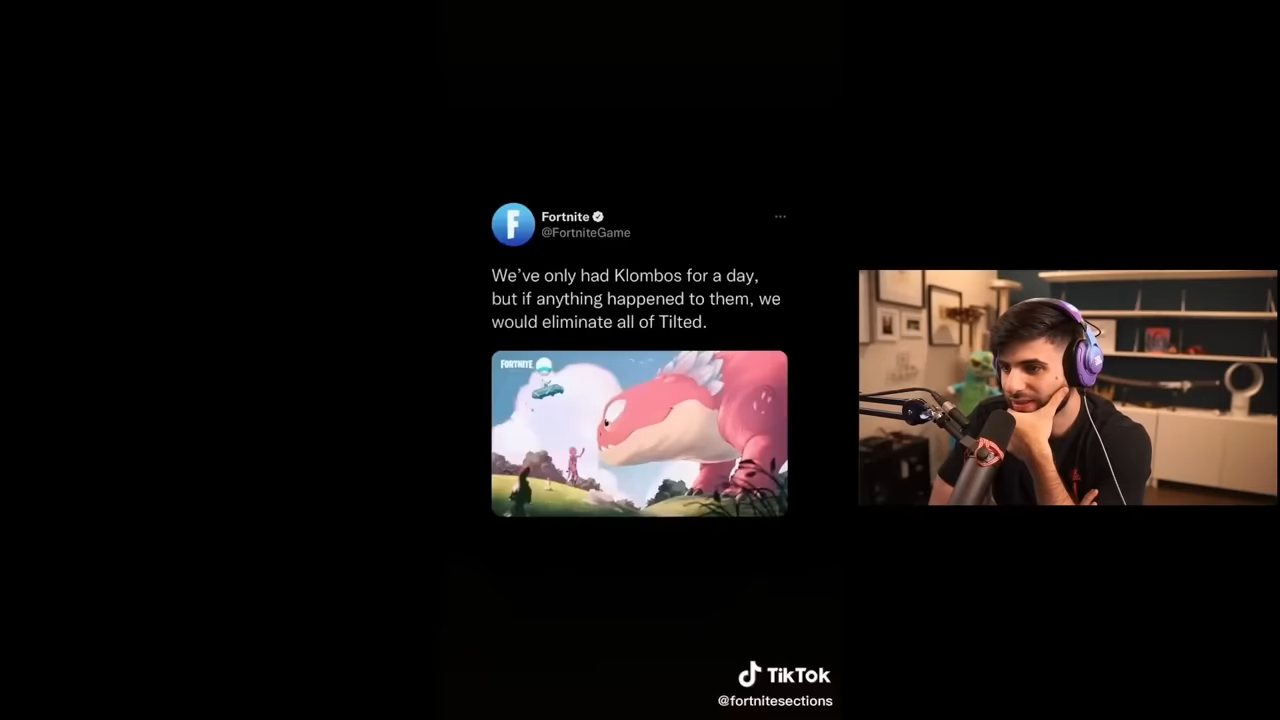 Fortnite
@FortniteGame
We've only had Klombos for a day,
but if anything happened to them, we
would eliminate all of Tilted.
FORTNITE
TikTok
@fortnitesections